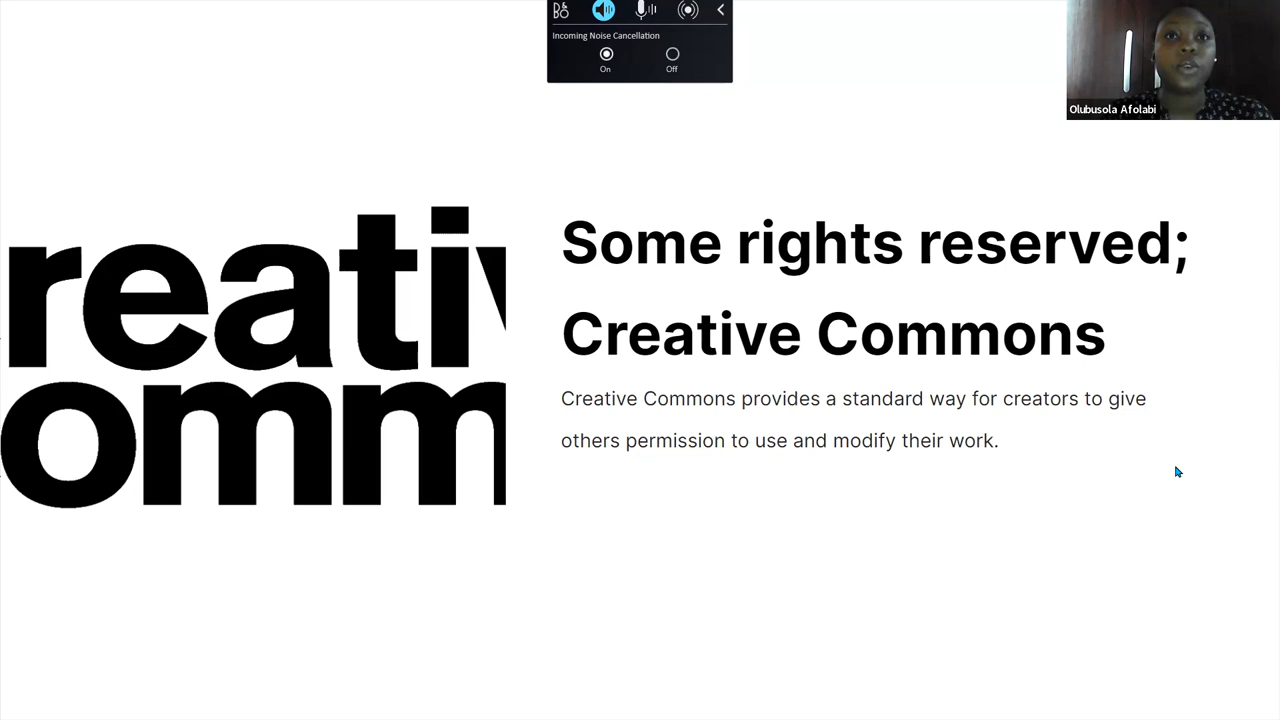 B&O
Incoming Noise Cancellation
On Off
Olubusola Afolabi
reativ
omm
Some rights reserved;
Creative Commons
Creative Commons provides a standard way for creators to give
others permission to use and modify their work.